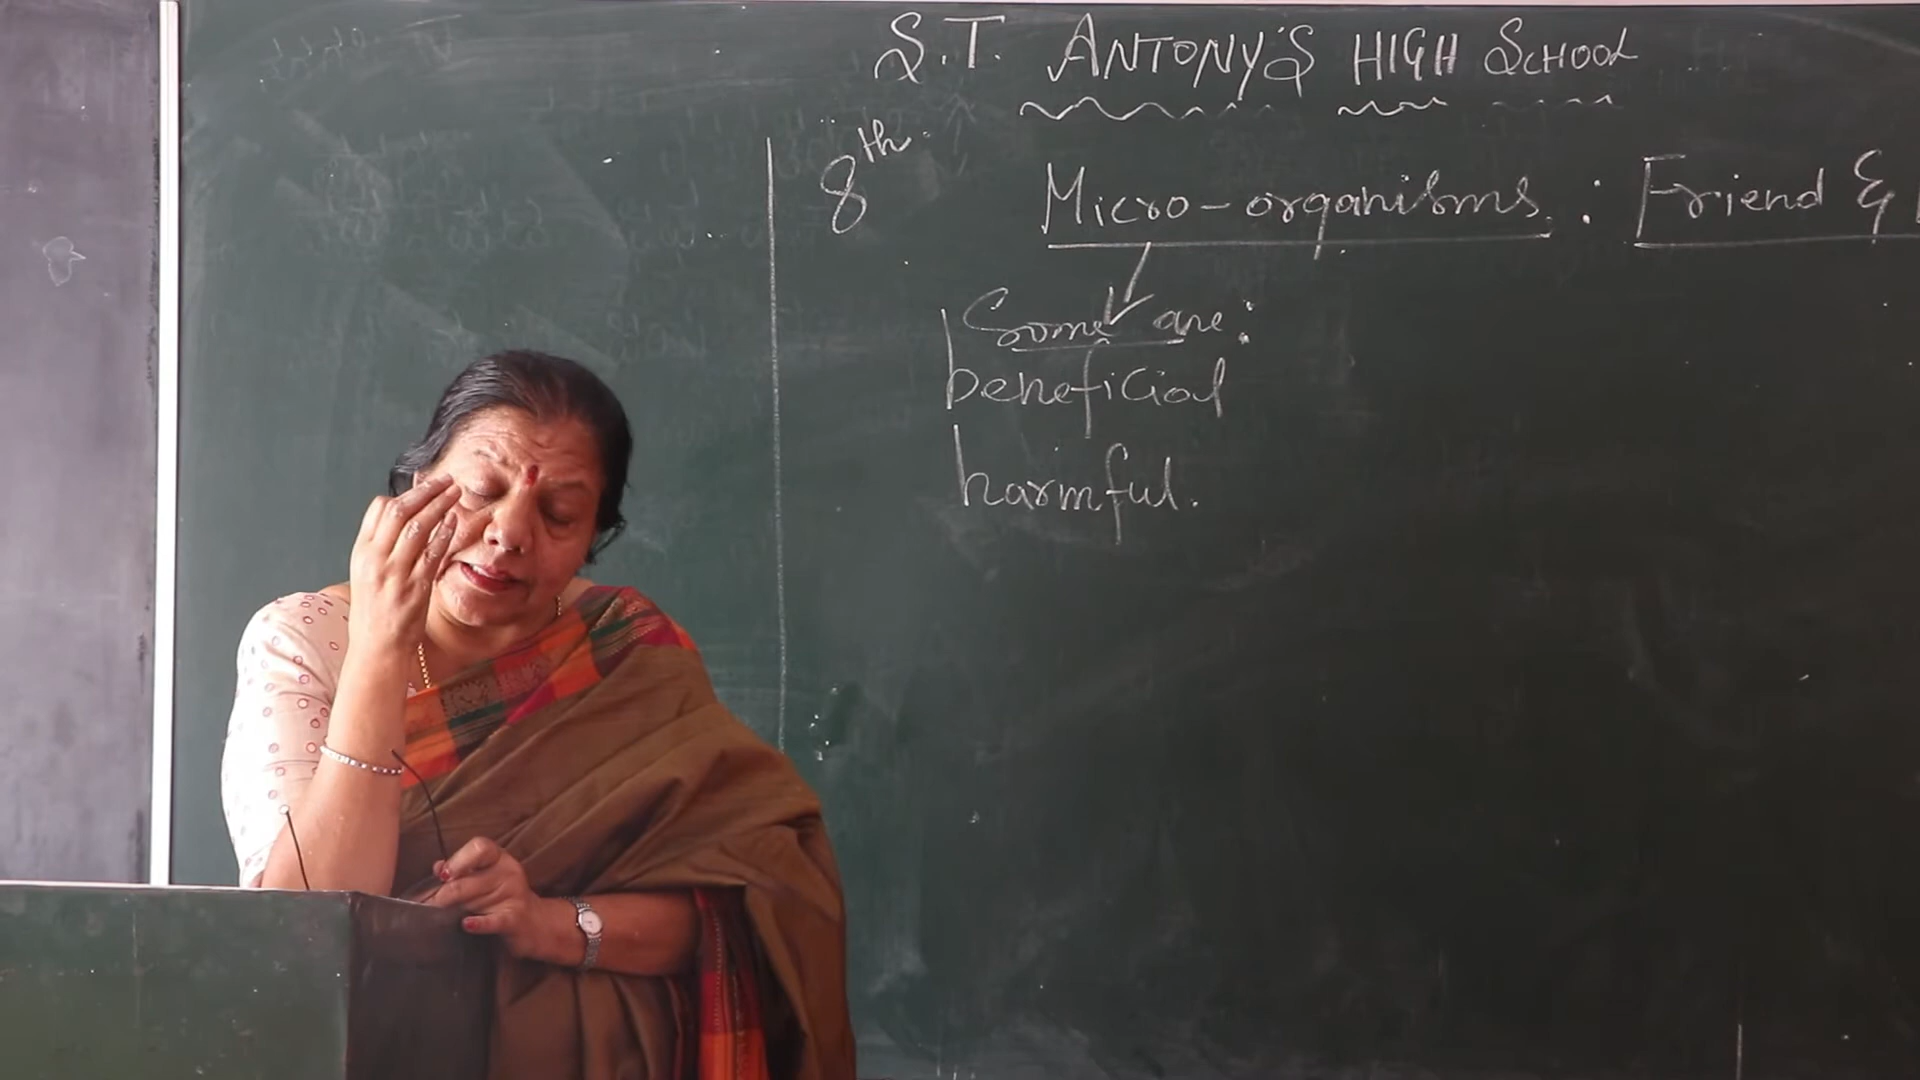 S.T. ANTONY'S HIGH SCHOOL
8th
Micro-organisms : Friend &
Some are:
beneficial
harmful.